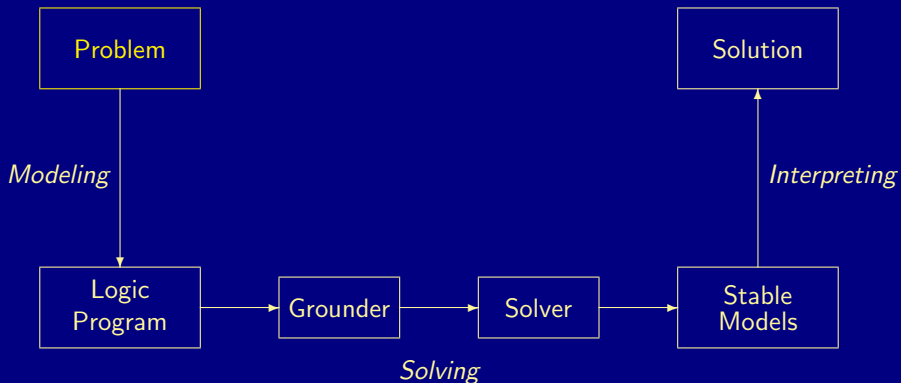 Problem
Solution
Modeling
Interpreting
Logic
Program
Grounder
Solver
Stable
Models
Solving